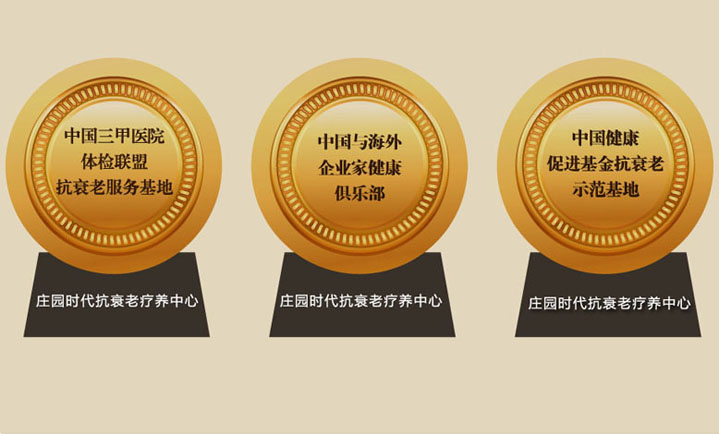 中国三甲医院
体检联盟
抗衰老服务基地
庄园时代抗衰老疗养中心
中国与海外
企业家健康
俱乐部
庄园时代抗衰老疗养中心
中国健康
促进基金抗衰老
示范基地
庄园时代抗衰老疗养中心